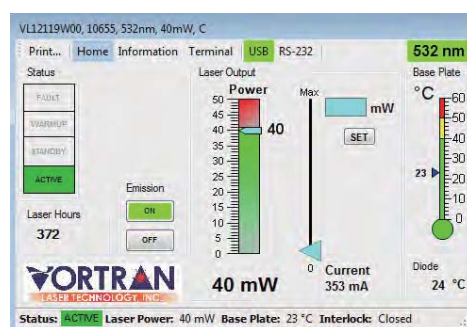 VL12119W00, 10655, 532nm, 40mW, C
Print... Home Information Terminal USB RS-232 532 nm
Status Laser Output Base Plate
FAULT
WARMUP
STANDBY
ACTIVE
Laser Hours
372
Emission
ON
OFF
Power
50
45
40
35
30
25
20
15
10
5
0
40
40 mW
Max
0
mW
SET
Current
353 mA
°C
60
50
40
30
20
10
0
23
Diode
24 °C
VORTRAN
LASER TECHNOLOGY, INC.
Status: ACTIVE Laser Power: 40 mW Base Plate: 23 °C Interlock: Closed